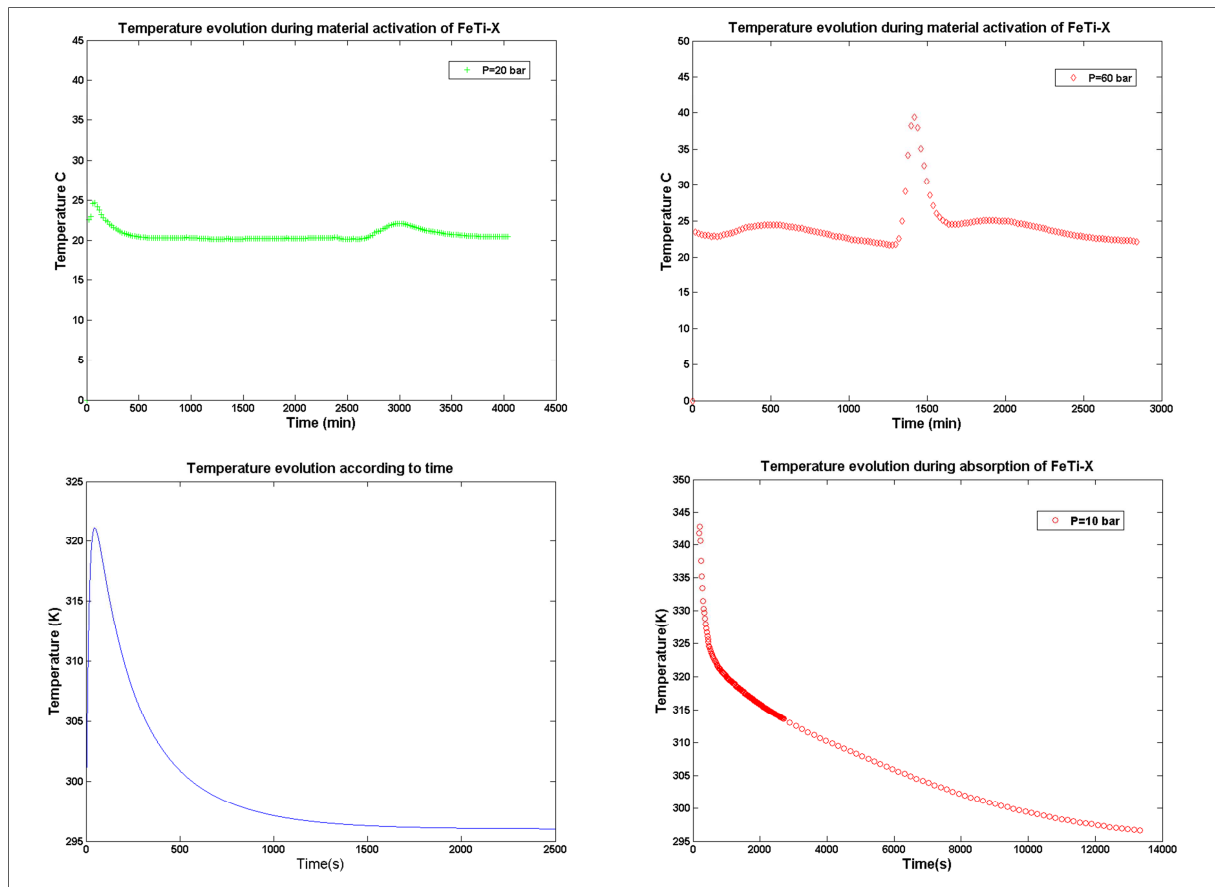 Temperature evolution during material activation of FeTi-X
45
40
35
30
25
20
15
10
5
0
Temperature C
P=20 bar
0 500 1000 1500 2000 2500 3000 3500 4000 4500
Time (min)
Temperature evolution during material activation of FeTi-X
50
45
40
35
30
25
20
15
10
5
0
Temperature C
P=60 bar
0 500 1000 1500 2000 2500 3000
Time (min)
Temperature evolution according to time
325
320
315
310
305
300
295
Temperature (K)
0 500 1000 1500 2000 2500
Time(s)
Temperature evolution during absorption of FeTi-X
350
345
340
335
330
325
320
315
310
305
300
295
Temperature(K)
P=10 bar
0 2000 4000 6000 8000 10000 12000 14000
Time(s)